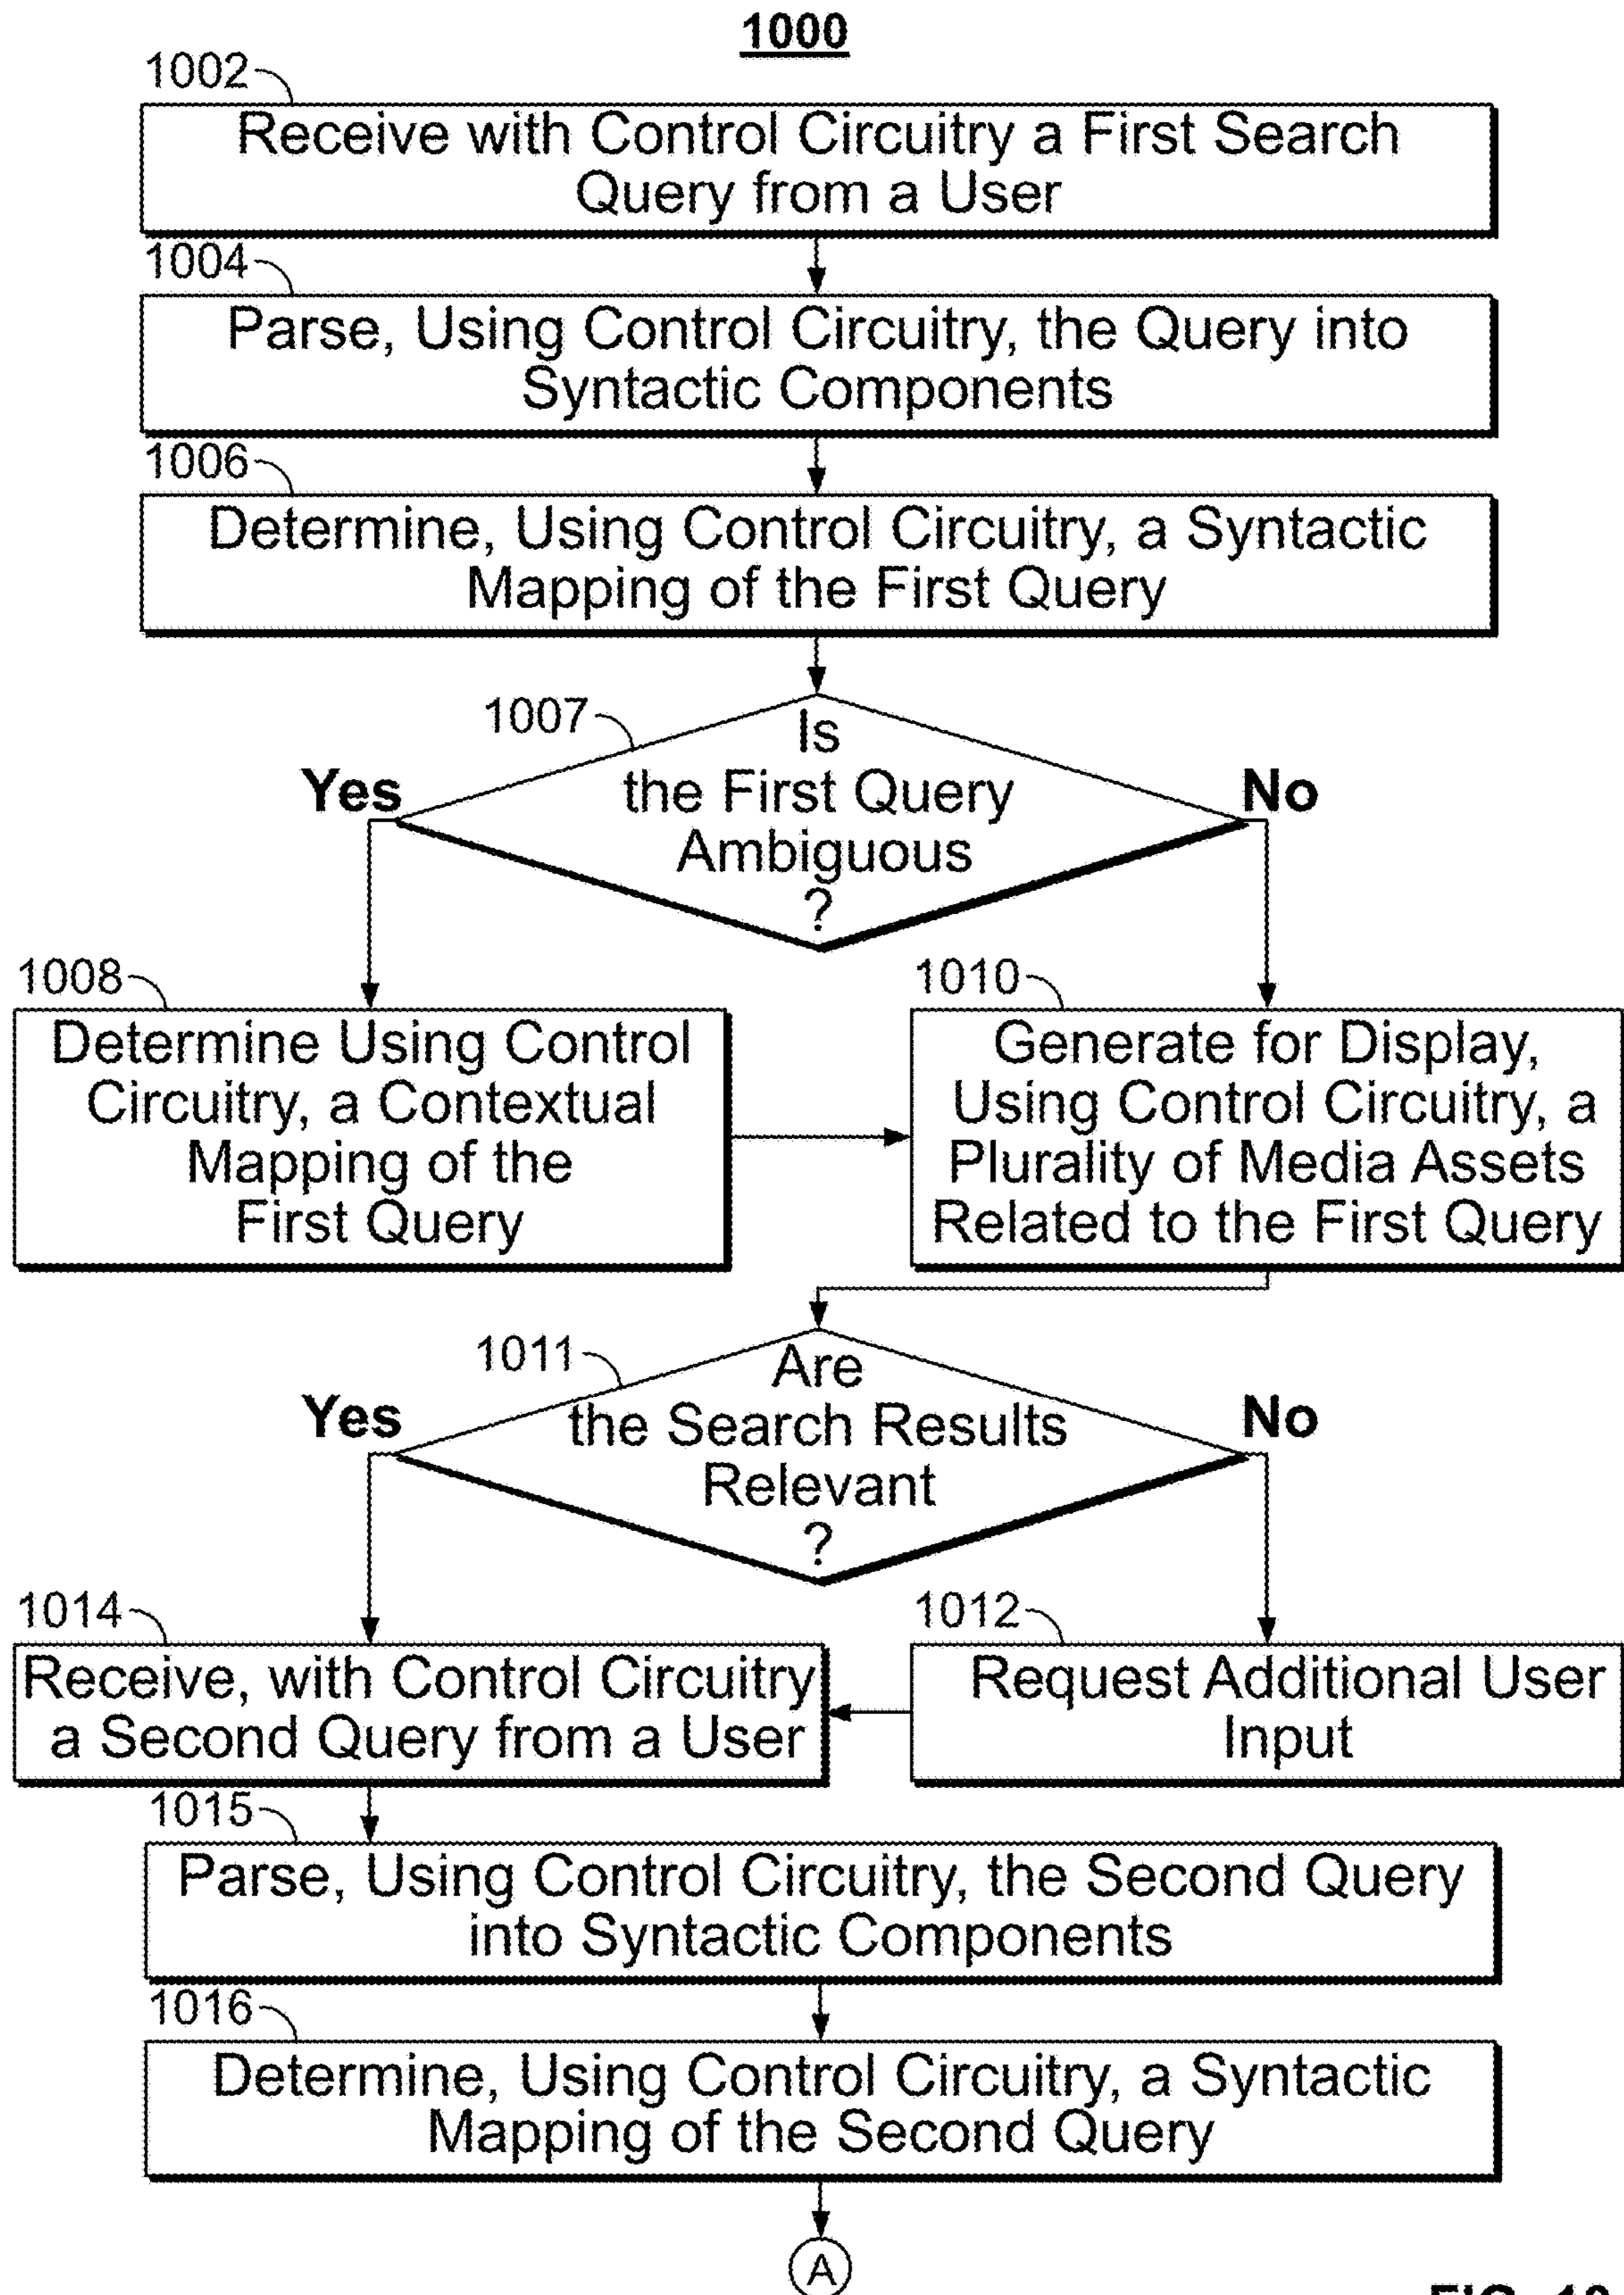 1000
1002
Receive with Control Circuitry a First Search
Query from a User
1004
Parse, Using Control Circuitry, the Query into
Syntactic Components
1006
Determine, Using Control Circuitry, a Syntactic
Mapping of the First Query
1007
Is
the First Query
Ambiguous
?
Yes
No
1008
Determine Using Control
Circuitry, a Contextual
Mapping of the
First Query
1010
Generate for Display,
Using Control Circuitry, a
Plurality of Media Assets
Related to the First Query
1011
Are
the Search Results
Relevant
?
Yes
No
1014
Receive, with Control Circuitry
a Second Query from a User
1012
Request Additional User
Input
1015
Parse, Using Control Circuitry, the Second Query
into Syntactic Components
1016
Determine, Using Control Circuitry, a Syntactic
Mapping of the Second Query
A